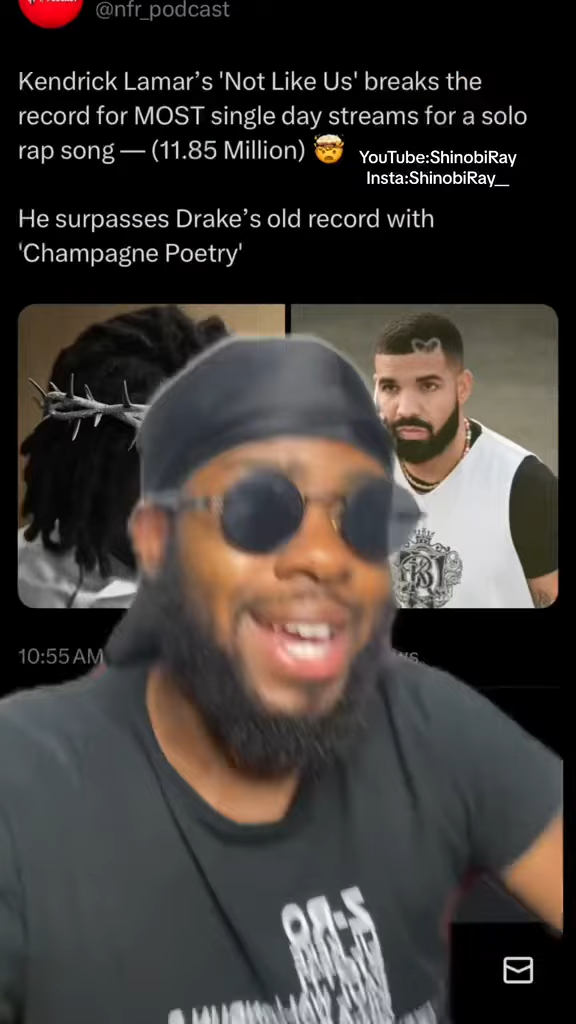 @nfr_podcast
Kendrick Lamar’s 'Not Like Us' breaks the
record for MOST single day streams for a solo
rap song — (11.85 Million) 🤯
YouTube:ShinobiRay
Insta:ShinobiRay__
He surpasses Drake’s old record with
'Champagne Poetry'
10:55 AM